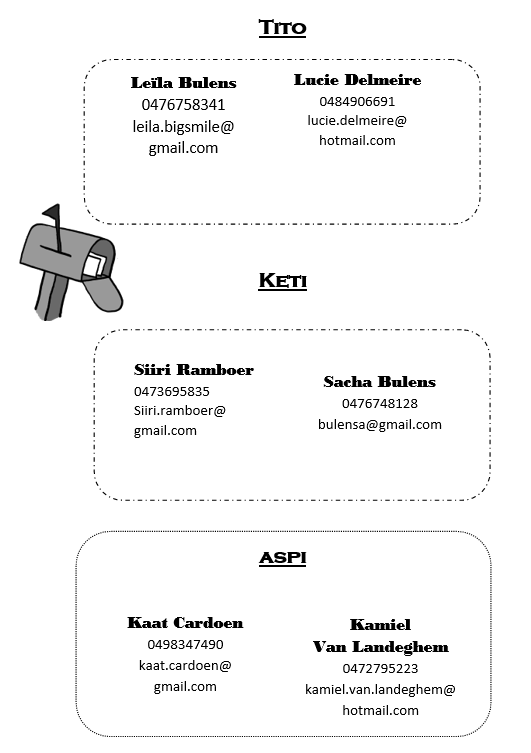 TITO
Leïla Bulens
0476758341
leila.bigsmile@
gmail.com
Lucie Delmeire
0484906691
lucie.delmeire@
hotmail.com
KETI
Siiri Ramboer
0473695835
Siiri.ramboer@
gmail.com
Sacha Bulens
0476748128
bulensa@gmail.com
ASPI
Kaat Cardoen
0498347490
kaat.cardoen@
gmail.com
Kamiel
Van Landeghem
0472795223
kamiel.van.landeghem@
hotmail.com